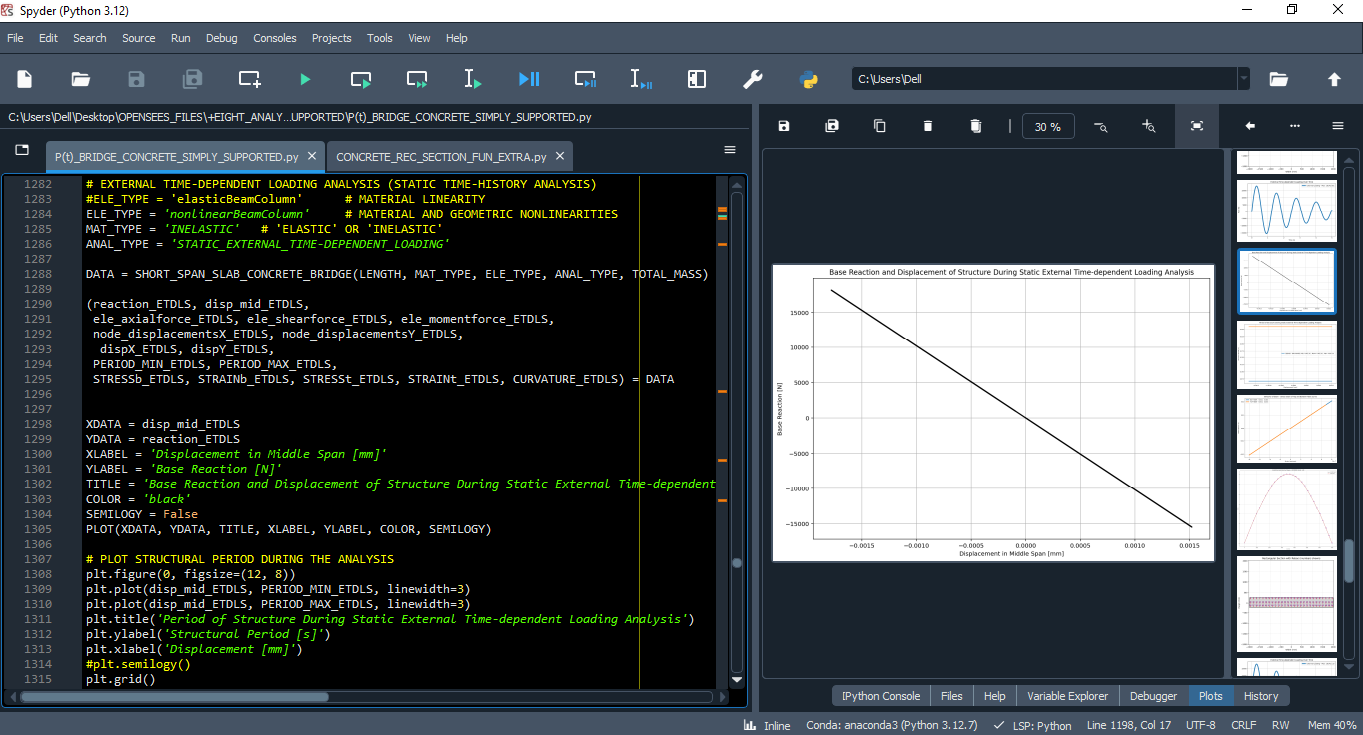 Spyder (Python 3.12)
File Edit Search Source Run Debug Consoles Projects Tools View Help
C:\Users\Dell
C:\Users\Dell\Desktop\OPENSEES_FILES\+EIGHT_ANALY...UPPORTED\P(t)_BRIDGE_CONCRETE_SIMPLY_SUPPORTED.py
P(t)_BRIDGE_CONCRETE_SIMPLY_SUPPORTED.py CONCRETE_REC_SECTION_FUN_EXTRA.py
1282 # EXTERNAL TIME-DEPENDENT LOADING ANALYSIS (STATIC TIME-HISTORY ANALYSIS)
1283 #ELE_TYPE = 'elasticBeamColumn' # MATERIAL LINEARITY
1284 ELE_TYPE = 'nonlinearBeamColumn' # MATERIAL AND GEOMETRIC NONLINEARITIES
1285 MAT_TYPE = 'INELASTIC' # 'ELASTIC' OR 'INELASTIC'
1286 ANAL_TYPE = 'STATIC_EXTERNAL_TIME-DEPENDENT_LOADING'
1287
1288 DATA = SHORT_SPAN_SLAB_CONCRETE_BRIDGE(LENGTH, MAT_TYPE, ELE_TYPE, ANAL_TYPE, TOTAL_MASS)
1289
1290 (reaction_ETDLS, disp_mid_ETDLS,
1291 ele_axialforce_ETDLS, ele_shearforce_ETDLS, ele_momentforce_ETDLS,
1292 node_displacementsX_ETDLS, node_displacementsY_ETDLS,
1293 dispX_ETDLS, dispY_ETDLS,
1294 PERIOD_MIN_ETDLS, PERIOD_MAX_ETDLS,
1295 STRESSb_ETDLS, STRAINb_ETDLS, STRESSt_ETDLS, STRAINt_ETDLS, CURVATURE_ETDLS) = DATA
1296
1297
1298 XDATA = disp_mid_ETDLS
1299 YDATA = reaction_ETDLS
1300 XLABEL = 'Displacement in Middle Span [mm]'
1301 YLABEL = 'Base Reaction [N]'
1302 TITLE = 'Base Reaction and Displacement of Structure During Static External Time-dependent
1303 COLOR = 'black'
1304 SEMILOGY = False
1305 PLOT(XDATA, YDATA, TITLE, XLABEL, YLABEL, COLOR, SEMILOGY)
1306
1307 # PLOT STRUCTURAL PERIOD DURING THE ANALYSIS
1308 plt.figure(0, figsize=(12, 8))
1309 plt.plot(disp_mid_ETDLS, PERIOD_MIN_ETDLS, linewidth=3)
1310 plt.plot(disp_mid_ETDLS, PERIOD_MAX_ETDLS, linewidth=3)
1311 plt.title('Period of Structure During Static External Time-dependent Loading Analysis')
1312 plt.ylabel('Structural Period [s]')
1313 plt.xlabel('Displacement [mm]')
1314 #plt.semilogy()
1315 plt.grid()
30 %
Base Reaction and Displacement of Structure During Static External Time-dependent Loading Analysis
15000
10000
5000
0
−5000
−10000
−15000
Base Reaction [N]
−0.0015 −0.0010 −0.0005 0.0000 0.0005 0.0010 0.0015
Displacement in Middle Span [mm]
IPython Console Files Help Variable Explorer Debugger Plots History
Inline Conda: anaconda3 (Python 3.12.7) LSP: Python Line 1198, Col 17 UTF-8 CRLF RW Mem 40%